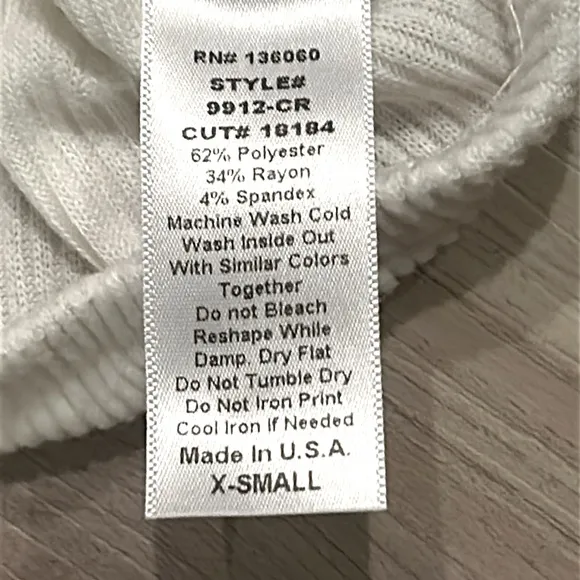 RN# 136060
STYLE#
9912-CR
CUT# 18184
62% Polyester
34% Rayon
4% Spandex
Machine Wash Cold
Wash Inside Out
With Similar Colors
Together
Do not Bleach
Reshape While
Damp. Dry Flat
Do Not Tumble Dry
Do Not Iron Print
Cool Iron If Needed
Made In U.S.A.
X-SMALL